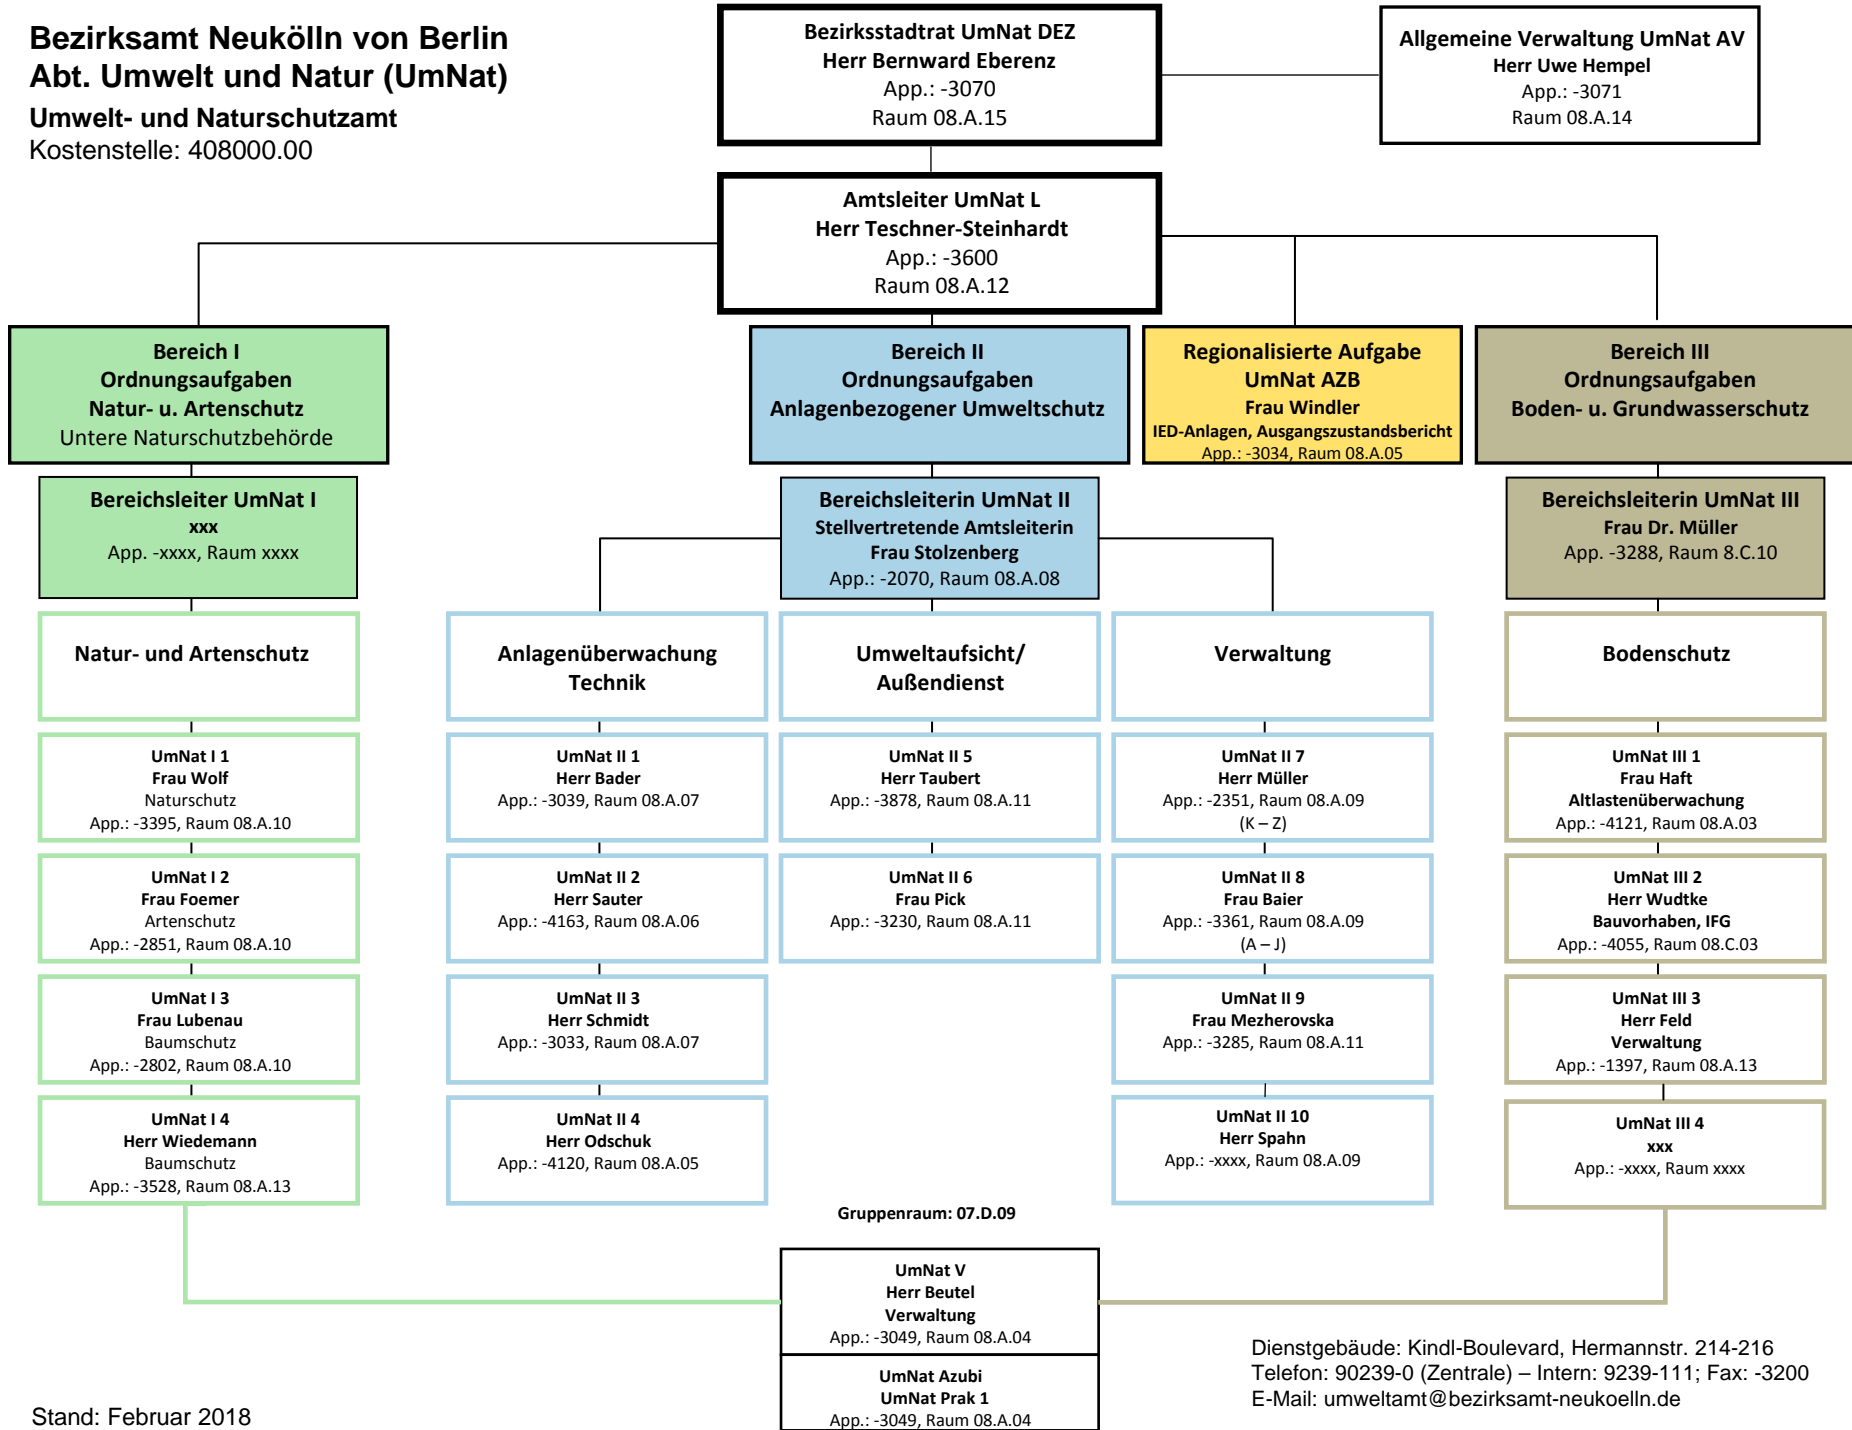 Bezirksamt Neukölln von Berlin
Abt. Umwelt und Natur (UmNat)
Umwelt- und Naturschutzamt
Kostenstelle: 408000.00
Bezirksstadtrat UmNat DEZ
Herr Bernward Eberenz
App.: -3070
Raum 08.A.15
Allgemeine Verwaltung UmNat AV
Herr Uwe Hempel
App.: -3071
Raum 08.A.14
Amtsleiter UmNat L
Herr Teschner-Steinhardt
App.: -3600
Raum 08.A.12
Bereich I
Ordnungsaufgaben
Natur- u. Artenschutz
Untere Naturschutzbehörde
Bereich II
Ordnungsaufgaben
Anlagenbezogener Umweltschutz
Regionalisierte Aufgabe
UmNat AZB
Frau Windler
IED-Anlagen, Ausgangszustandsbericht
App.: -3034, Raum 08.A.05
Bereich III
Ordnungsaufgaben
Boden- u. Grundwasserschutz
Bereichsleiter UmNat I
xxx
App. -xxxx, Raum xxxx
Bereichsleiterin UmNat II
Stellvertretende Amtsleiterin
Frau Stolzenberg
App.: -2070, Raum 08.A.08
Bereichsleiterin UmNat III
Frau Dr. Müller
App. -3288, Raum 8.C.10
Natur- und Artenschutz
Anlagenüberwachung
Technik
Umweltaufsicht/
Außendienst
Verwaltung
Bodenschutz
UmNat I 1
Frau Wolf
Naturschutz
App.: -3395, Raum 08.A.10
UmNat II 1
Herr Bader
App.: -3039, Raum 08.A.07
UmNat II 5
Herr Taubert
App.: -3878, Raum 08.A.11
UmNat II 7
Herr Müller
App.: -2351, Raum 08.A.09
(K – Z)
UmNat III 1
Frau Haft
Altlastenüberwachung
App.: -4121, Raum 08.A.03
UmNat I 2
Frau Foemer
Artenschutz
App.: -2851, Raum 08.A.10
UmNat II 2
Herr Sauter
App.: -4163, Raum 08.A.06
UmNat II 6
Frau Pick
App.: -3230, Raum 08.A.11
UmNat II 8
Frau Baier
App.: -3361, Raum 08.A.09
(A – J)
UmNat III 2
Herr Wudtke
Bauvorhaben, IFG
App.: -4055, Raum 08.C.03
UmNat I 3
Frau Lubenau
Baumschutz
App.: -2802, Raum 08.A.10
UmNat II 3
Herr Schmidt
App.: -3033, Raum 08.A.07
UmNat II 9
Frau Mezherovska
App.: -3285, Raum 08.A.11
UmNat III 3
Herr Feld
Verwaltung
App.: -1397, Raum 08.A.13
UmNat I 4
Herr Wiedemann
Baumschutz
App.: -3528, Raum 08.A.13
UmNat II 4
Herr Odschuk
App.: -4120, Raum 08.A.05
UmNat II 10
Herr Spahn
App.: -xxxx, Raum 08.A.09
UmNat III 4
xxx
App.: -xxxx, Raum xxxx
Gruppenraum: 07.D.09
UmNat V
Herr Beutel
Verwaltung
App.: -3049, Raum 08.A.04
UmNat Azubi
UmNat Prak 1
App.: -3049, Raum 08.A.04
Dienstgebäude: Kindl-Boulevard, Hermannstr. 214-216
Telefon: 90239-0 (Zentrale) – Intern: 9239-111; Fax: -3200
E-Mail: umweltamt@bezirksamt-neukoelln.de
Stand: Februar 2018